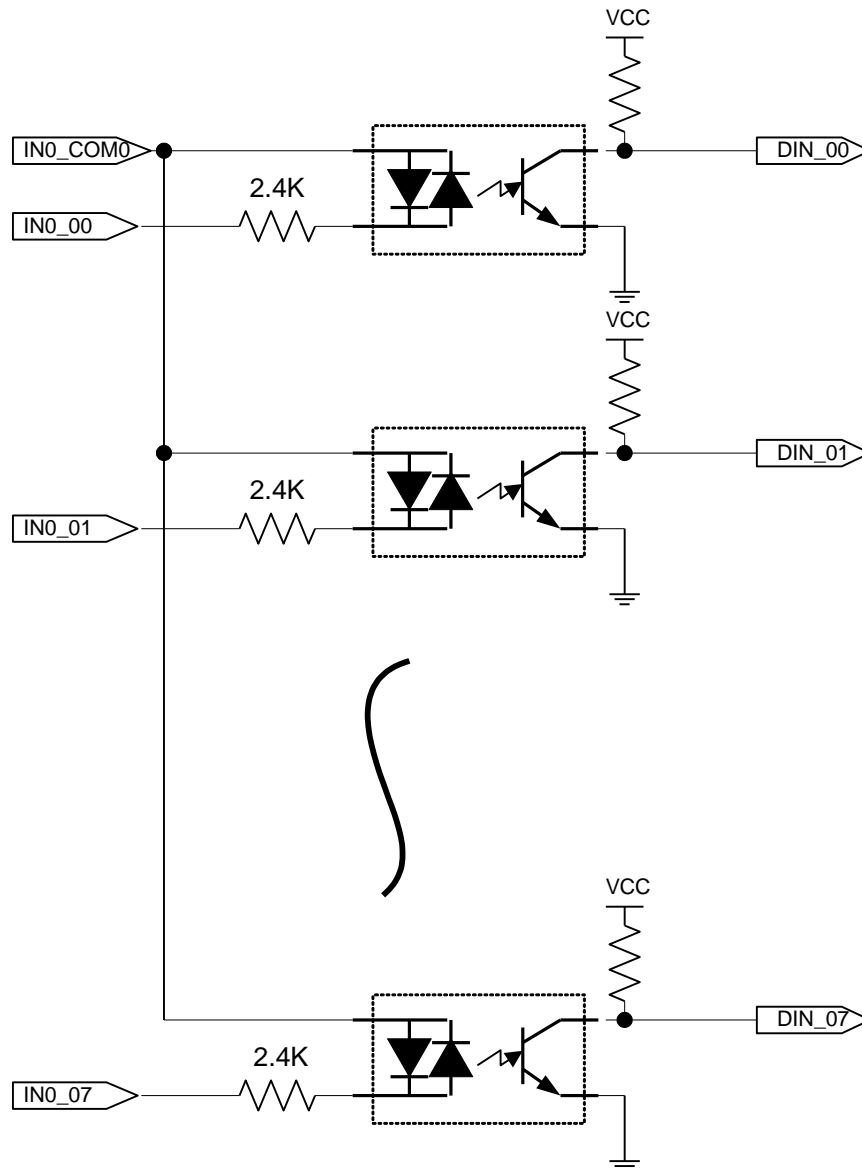 VCC
IN0_COM0
DIN_00
2.4K
IN0_00
VCC
DIN_01
2.4K
IN0_01
VCC
DIN_07
2.4K
IN0_07